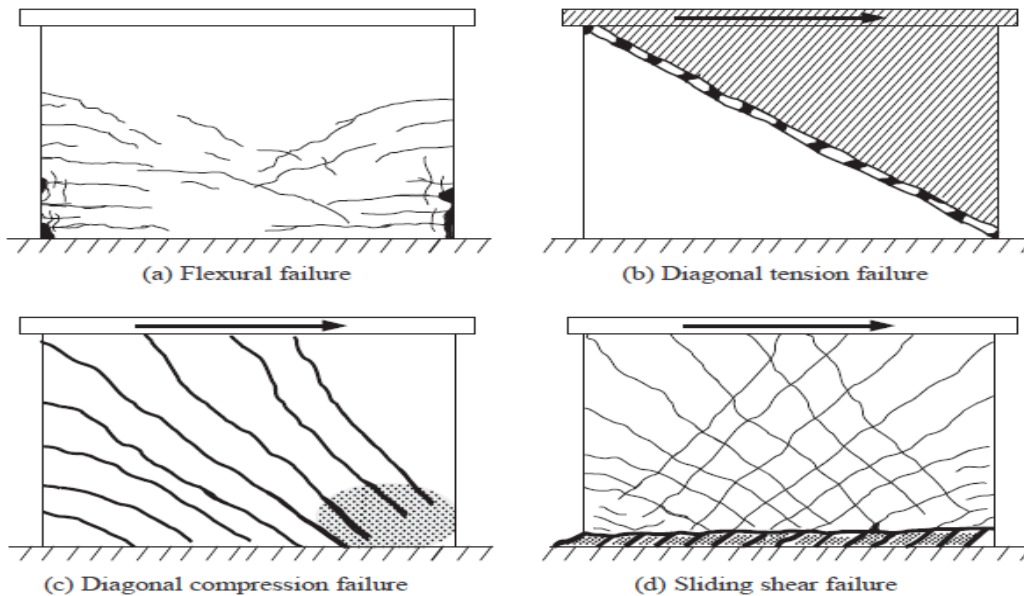 (a) Flexural failure
(b) Diagonal tension failure
(c) Diagonal compression failure
(d) Sliding shear failure